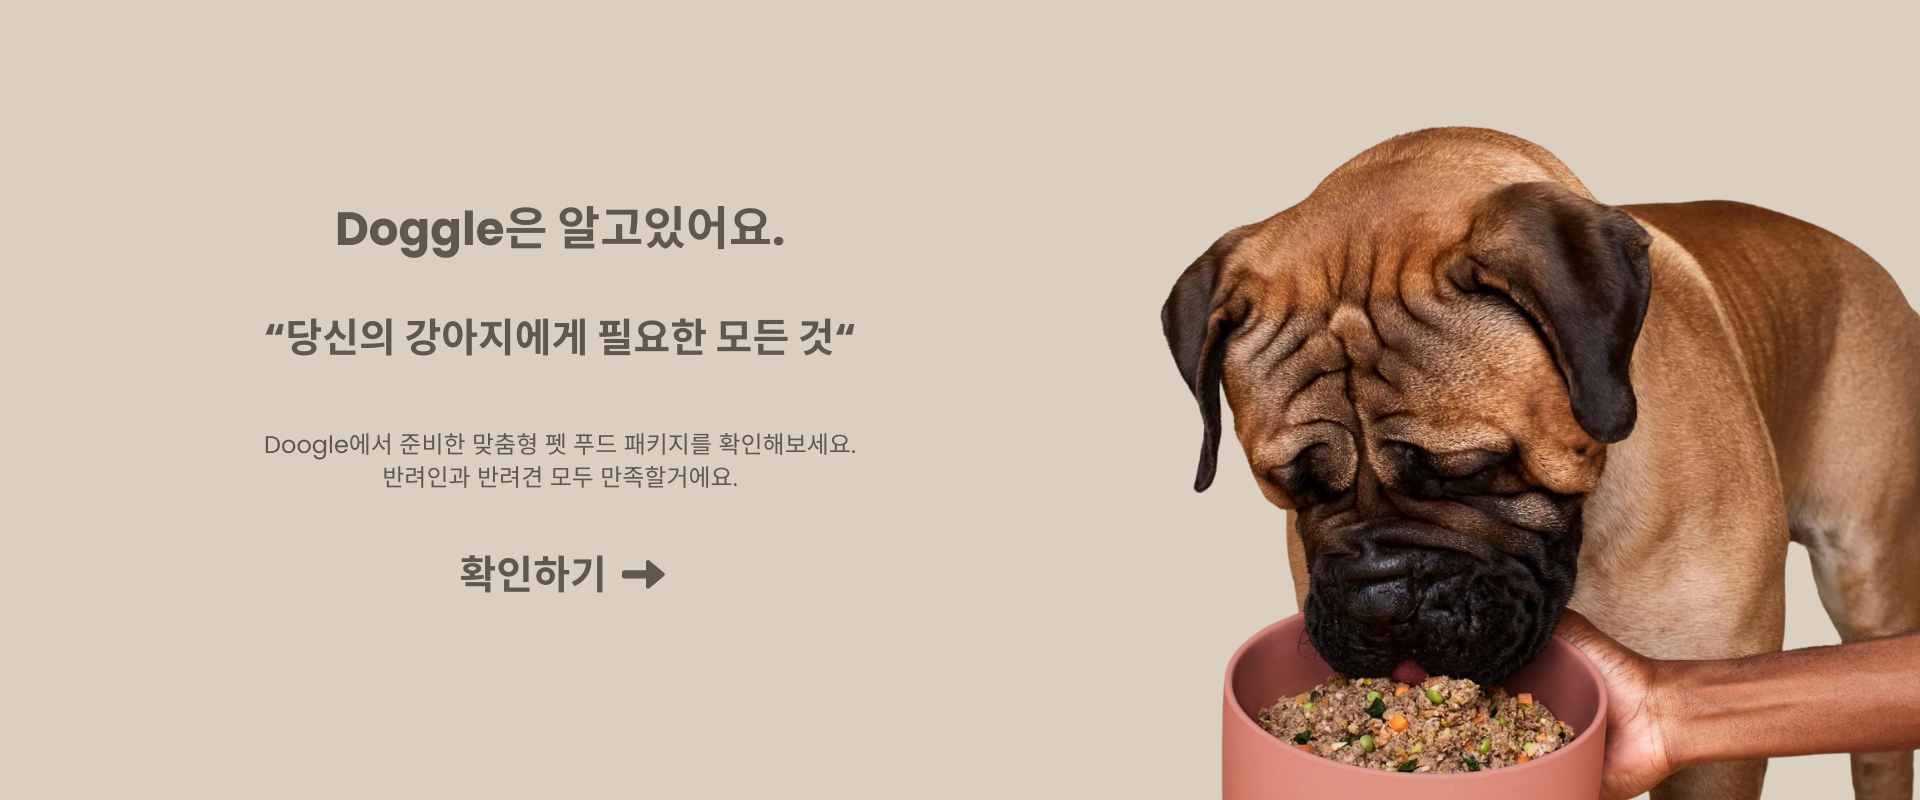 Doggle은 알고있어요.
“당신의 강아지에게 필요한 모든 것“
Doogle에서 준비한 맞춤형 펫 푸드 패키지를 확인해보세요.
반려인과 반려견 모두 만족할거에요.
확인하기